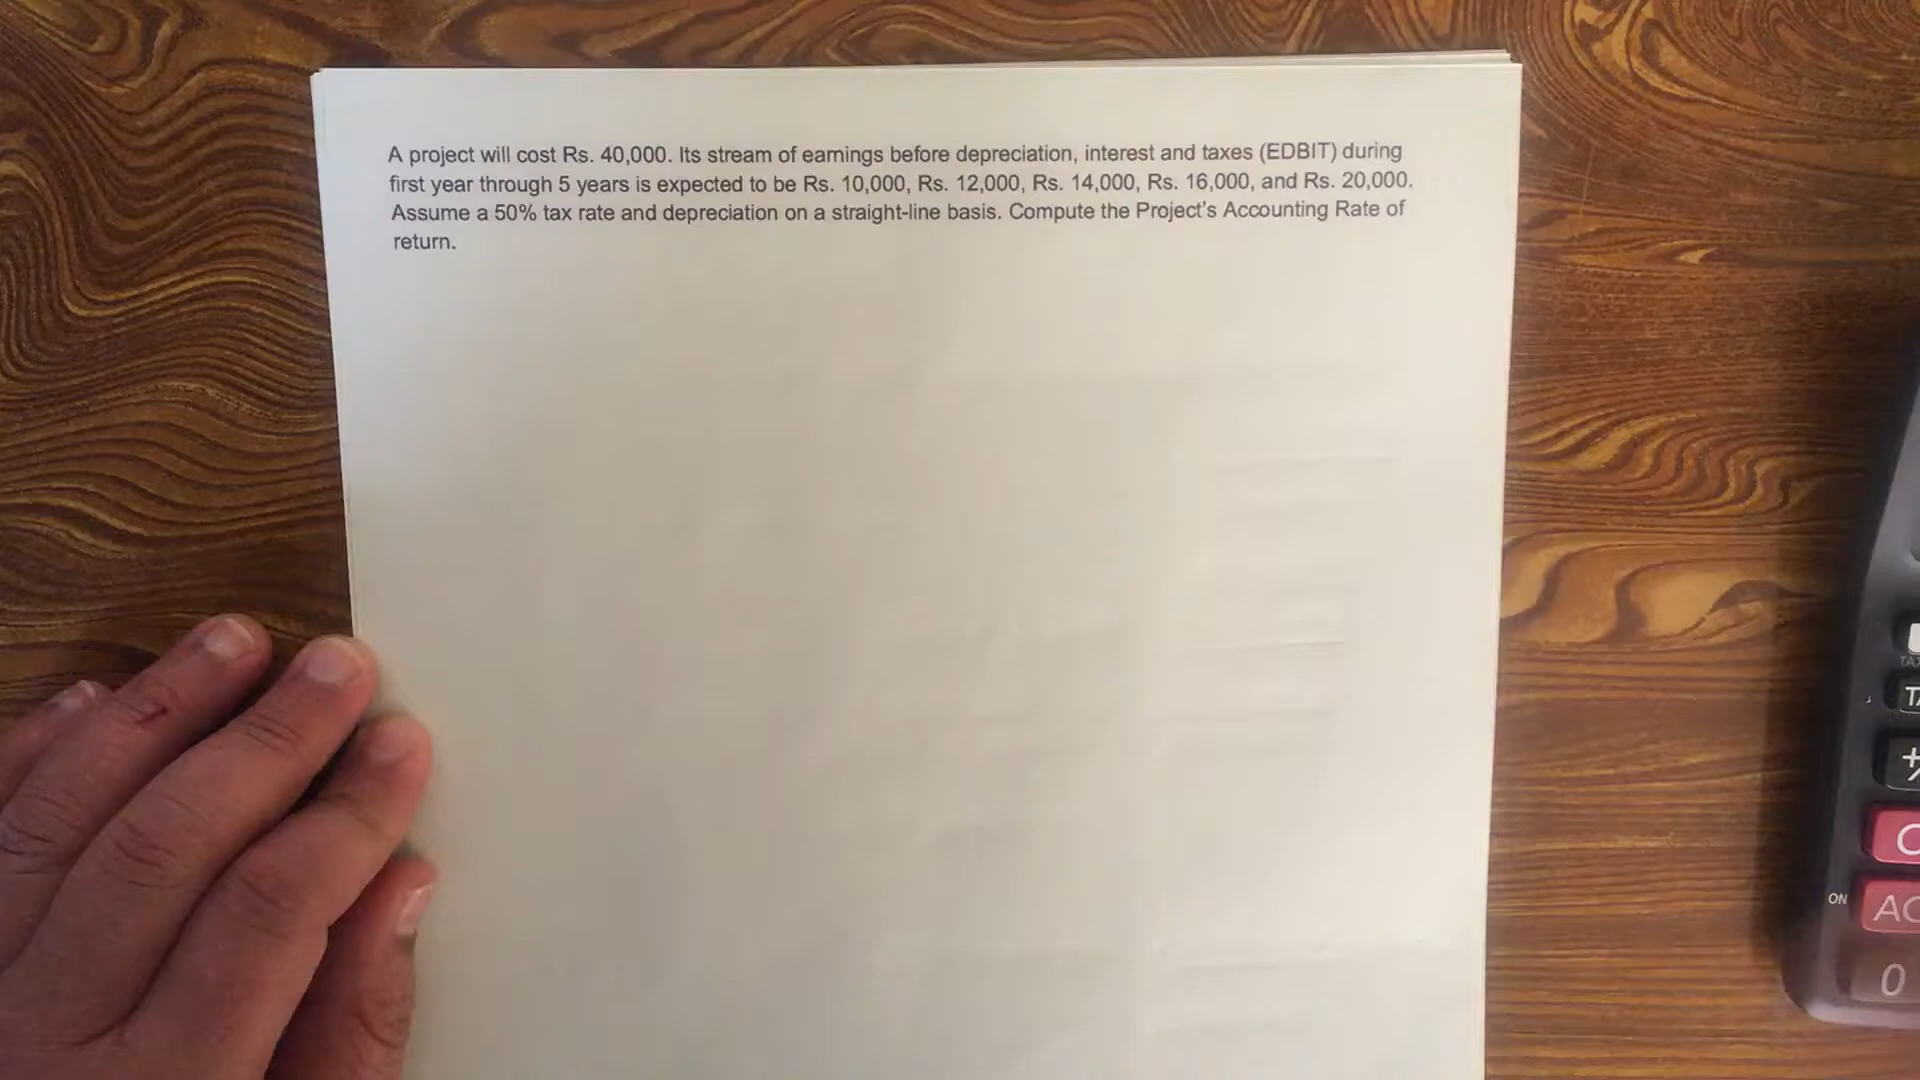 A project will cost Rs. 40,000. Its stream of earnings before depreciation, interest and taxes (EDBIT) during
first year through 5 years is expected to be Rs. 10,000, Rs. 12,000, Rs. 14,000, Rs. 16,000, and Rs. 20,000.
Assume a 50% tax rate and depreciation on a straight-line basis. Compute the Project's Accounting Rate of
return.
ON
AC
0